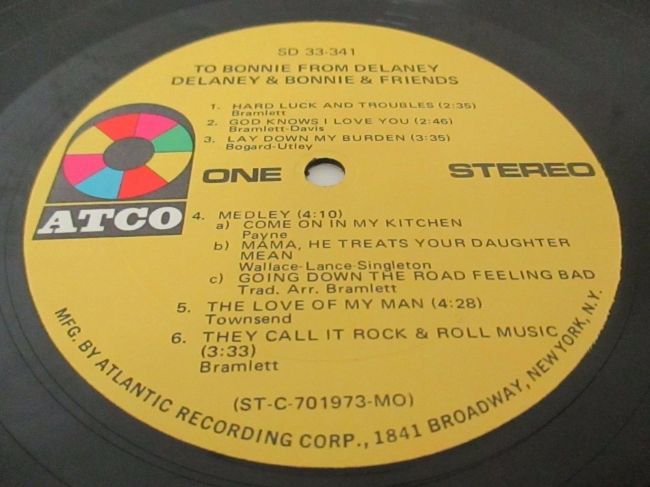 SD 33-341
TO BONNIE FROM DELANEY
DELANEY & BONNIE & FRIENDS
1. HARD LUCK AND TROUBLES (2:35)
Bramlett
2. GOD KNOWS I LOVE YOU (2:46)
Bramlett-Davis
3. LAY DOWN MY BURDEN (3:35)
Bogard-Utley
ATCO
ONE
STEREO
4. MEDLEY (4:10)
a) COME ON IN MY KITCHEN
Payne
b) MAMA, HE TREATS YOUR DAUGHTER
MEAN
Wallace-Lance-Singleton
c) GOING DOWN THE ROAD FEELING BAD
Trad. Arr. Bramlett
5. THE LOVE OF MY MAN (4:28)
Townsend
6. THEY CALL IT ROCK & ROLL MUSIC
(3:33)
Bramlett
(ST-C-701973-MO)
MFG. BY ATLANTIC RECORDING CORP., 1841 BROADWAY, NEW YORK, N.Y.